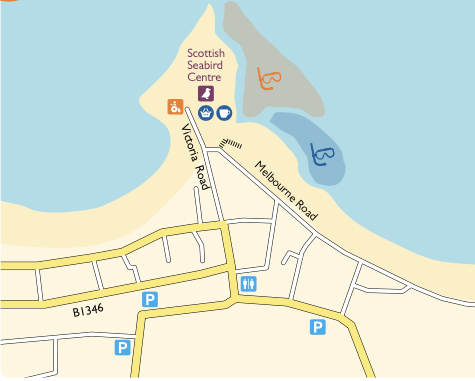 Scottish
Seabird
Centre
Victoria Road
Melbourne Road
B1346
P
P
P